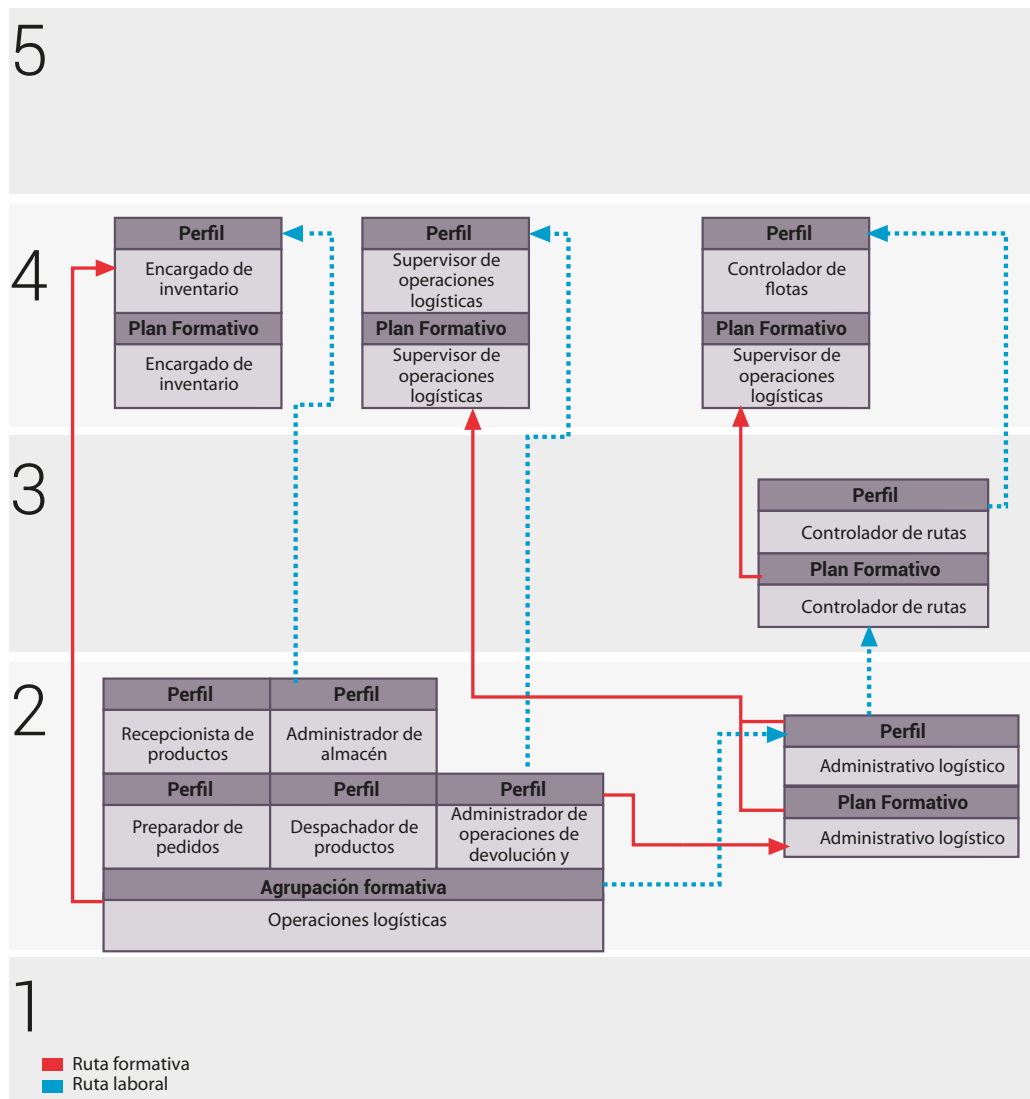 5
4
Perfil
Encargado de
inventario
Plan Formativo
Encargado de
inventario
Perfil
Supervisor de
operaciones
logísticas
Plan Formativo
Supervisor de
operaciones
logísticas
Perfil
Controlador de
flotas
Plan Formativo
Supervisor de
operaciones
logísticas
3
Perfil
Controlador de rutas
Plan Formativo
Controlador de rutas
2
Perfil
Recepcionista de
productos
Perfil
Administrador de
almacén
Perfil
Preparador de
pedidos
Perfil
Despachador de
productos
Perfil
Administrador de
operaciones de
devolución y
Agrupación formativa
Operaciones logísticas
Perfil
Administrativo logístico
Plan Formativo
Administrativo logístico
1
Ruta formativa
Ruta laboral